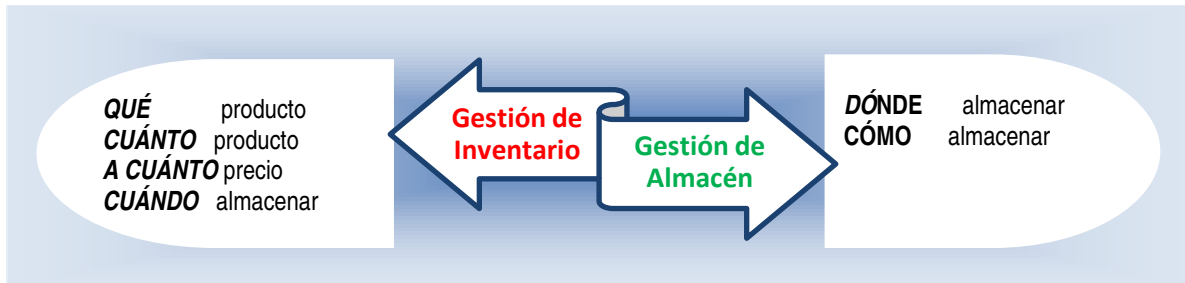 QUÉ producto
CUÁNTO producto
A CUÁNTO precio
CUÁNDO almacenar
Gestión de
Inventario
Gestión de
Almacén
DÓNDE almacenar
CÓMO almacenar